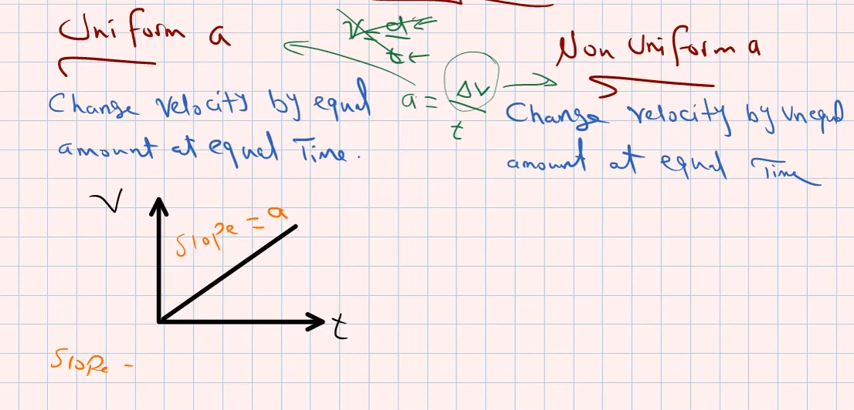 Uniform a
V = d
t
Non Uniform a
Change velocity by equal
amount at equal Time.
a = ΔV
t
Change velocity by Unequal
amount at equal Time
V
Slope = a
t
Slope -